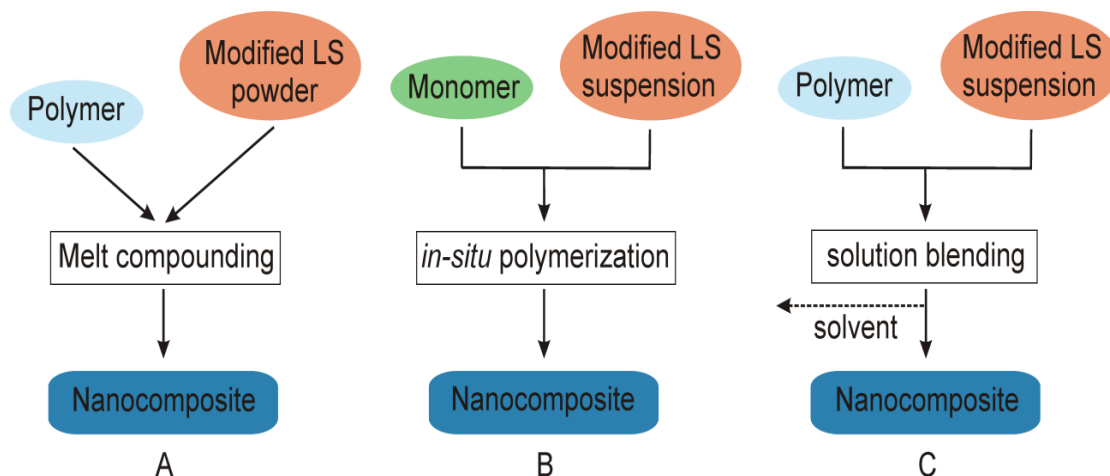 Polymer
Modified LS
powder
Melt compounding
Nanocomposite
A
Monomer
Modified LS
suspension
in-situ polymerization
Nanocomposite
B
Polymer
Modified LS
suspension
solution blending
solvent
Nanocomposite
C